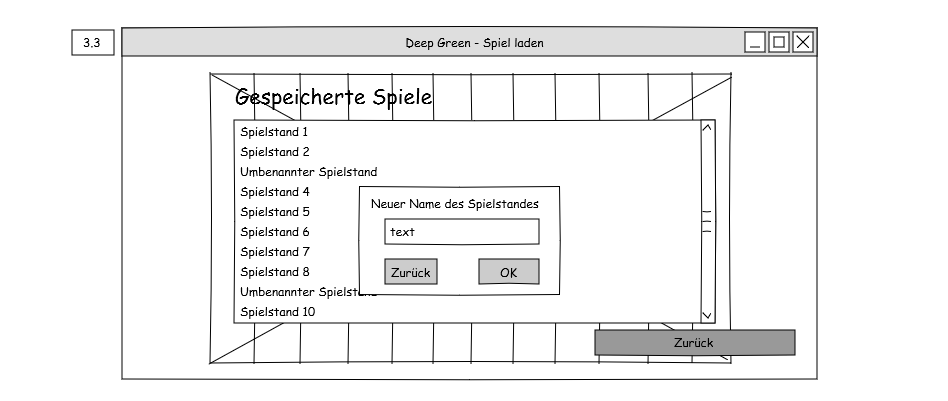 3.3
Deep Green - Spiel laden
Gespeicherte Spiele
Spielstand 1
Spielstand 2
Umbenannter Spielstand
Spielstand 4
Spielstand 5
Spielstand 6
Spielstand 7
Spielstand 8
Umbenannter Spielstand
Spielstand 10
Neuer Name des Spielstandes
text
Zurück
OK
Zurück